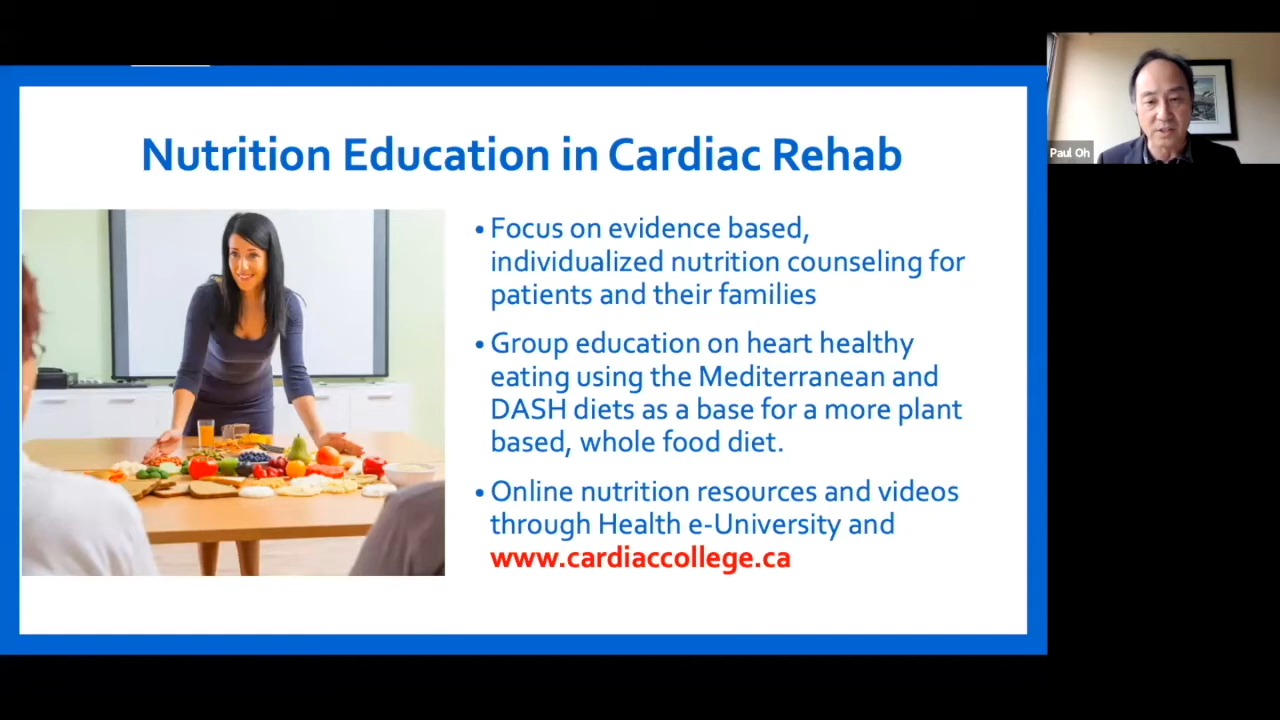 Nutrition Education in Cardiac Rehab
• Focus on evidence based,
individualized nutrition counseling for
patients and their families
• Group education on heart healthy
eating using the Mediterranean and
DASH diets as a base for a more plant
based, whole food diet.
• Online nutrition resources and videos
through Health e-University and
www.cardiaccollege.ca
Paul Oh